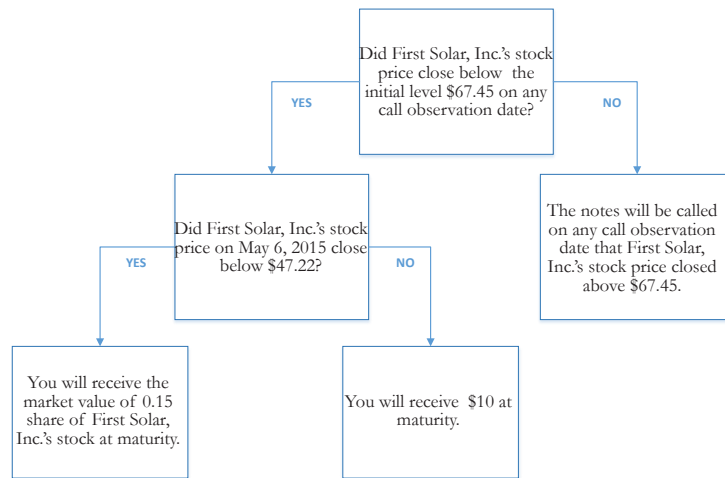 Did First Solar, Inc.'s stock
price close below the
initial level $67.45 on any
call observation date?
YES
NO
Did First Solar, Inc.'s stock
price on May 6, 2015 close
below $47.22?
The notes will be called
on any call observation
date that First Solar,
Inc.'s stock price closed
above $67.45.
YES
NO
You will receive the
market value of 0.15
share of First Solar,
Inc.'s stock at maturity.
You will receive $10 at
maturity.